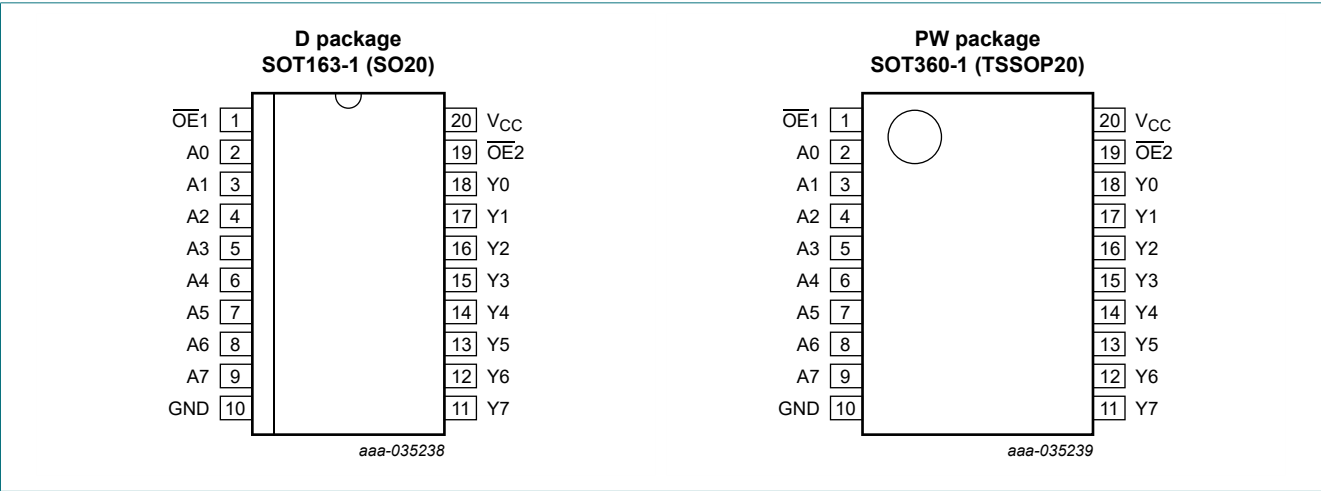 D package
SOT163-1 (SO20)
O̅E̅1 1
A0 2
A1 3
A2 4
A3 5
A4 6
A5 7
A6 8
A7 9
GND 10
20 VCC
19 O̅E̅2
18 Y0
17 Y1
16 Y2
15 Y3
14 Y4
13 Y5
12 Y6
11 Y7
aaa-035238
PW package
SOT360-1 (TSSOP20)
O̅E̅1 1
A0 2
A1 3
A2 4
A3 5
A4 6
A5 7
A6 8
A7 9
GND 10
20 VCC
19 O̅E̅2
18 Y0
17 Y1
16 Y2
15 Y3
14 Y4
13 Y5
12 Y6
11 Y7
aaa-035239